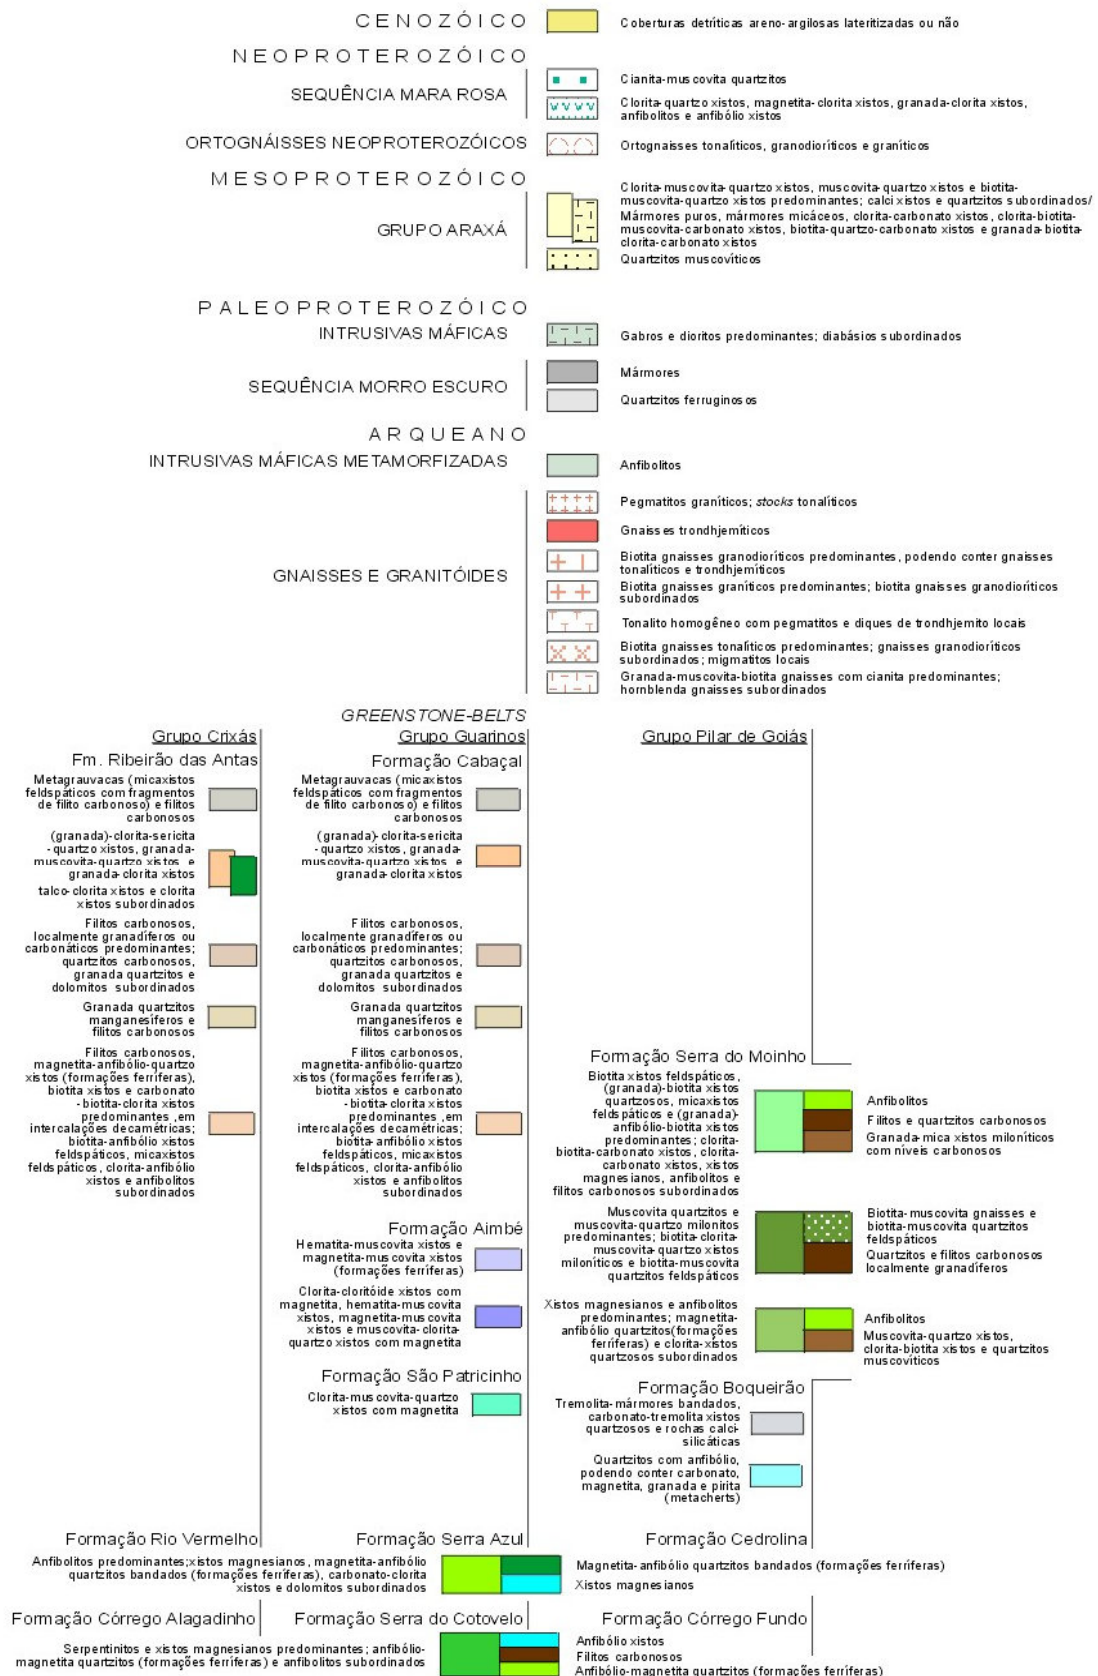 CENOZÓICO
Coberturas detríticas areno-argilosas lateritizadas ou não
NEOPROTEROZÓICO
SEQUÊNCIA MARA ROSA
Cianita-muscovita quartzitos
Clorita-quartzo xistos, magnetita-clorita xistos, granada-clorita xistos,
anfibolitos e anfibólio xistos
ORTOGNÁISSES NEOPROTEROZÓICOS
Ortognaisses tonalíticos, granodioríticos e graníticos
MESOPROTEROZÓICO
GRUPO ARAXÁ
Clorita-muscovita-quartzo xistos, muscovita-quartzo xistos e biotita-
muscovita-quartzo xistos predominantes; calci xistos e quartzitos subordinados/
Mármores puros, mármores micáceos, clorita-carbonato xistos, clorita-biotita-
muscovita-carbonato xistos, biotita-quartzo-carbonato xistos e granada-biotita-
clorita-carbonato xistos
Quartzitos muscovíticos
PALEOPROTEROZÓICO
INTRUSIVAS MÁFICAS
Gabros e dioritos predominantes; diabásios subordinados
SEQUÊNCIA MORRO ESCURO
Mármores
Quartzitos ferruginosos
ARQUEANO
INTRUSIVAS MÁFICAS METAMORFIZADAS
Anfibolitos
GNAISSES E GRANITÓIDES
Pegmatitos graníticos; stocks tonalíticos
Gnaisses trondhjemíticos
Biotita gnaisses granodioríticos predominantes, podendo conter gnaisses
tonalíticos e trondhjemíticos
Biotita gnaisses graníticos predominantes; biotita gnaisses granodioríticos
subordinados
Tonalito homogêneo com pegmatitos e diques de trondhjemito locais
Biotita gnaisses tonalíticos predominantes; gnaisses granodioríticos
subordinados; migmatitos locais
Granada-muscovita-biotita gnaisses com cianita predominantes;
hornblenda gnaisses subordinados
GREENSTONE-BELTS
Grupo Crixás
Fm. Ribeirão das Antas
Metagrauvacas (micaxistos
feldspáticos com fragmentos
de filito carbonoso) e filitos
carbonosos
(granada)-clorita-sericita
-quartzo xistos, granada-
muscovita-quartzo xistos e
granada-clorita xistos
talco-clorita xistos e clorita
xistos subordinados
Filitos carbonosos,
localmente granadíferos ou
carbonáticos predominantes;
quartzitos carbonosos,
granada quartzitos e
dolomitos subordinados
Granada quartzitos
manganesíferos e
filitos carbonosos
Filitos carbonosos,
magnetita-anfibólio-quartzo
xistos (formações ferríferas),
biotita xistos e carbonato
-biotita-clorita xistos
predominantes ,em
intercalações decamétricas;
biotita-anfibólio xistos
feldspáticos, micaxistos
feldspáticos, clorita-anfibólio
xistos e anfibolitos
subordinados
Grupo Guarinos
Formação Cabaçal
Metagrauvacas (micaxistos
feldspáticos com fragmentos
de filito carbonoso) e filitos
carbonosos
(granada)-clorita-sericita
-quartzo xistos, granada-
muscovita-quartzo xistos e
granada-clorita xistos
Filitos carbonosos,
localmente granadíferos ou
carbonáticos predominantes;
quartzitos carbonosos,
granada quartzitos e
dolomitos subordinados
Granada quartzitos
manganesíferos e
filitos carbonosos
Filitos carbonosos,
magnetita-anfibólio-quartzo
xistos (formações ferríferas),
biotita xistos e carbonato
-biotita-clorita xistos
predominantes ,em
intercalações decamétricas;
biotita-anfibólio xistos
feldspáticos, micaxistos
feldspáticos, clorita-anfibólio
xistos e anfibolitos
subordinados
Formação Aimbé
Hematita-muscovita xistos e
magnetita-muscovita xistos
(formações ferríferas)
Clorita-cloritóide xistos com
magnetita, hematita-muscovita
xistos, magnetita-muscovita
xistos e muscovita-clorita-
quartzo xistos com magnetita
Formação São Patricinho
Clorita-muscovita-quartzo
xistos com magnetita
Grupo Pilar de Goiás
Formação Serra do Moinho
Biotita xistos feldspáticos,
(granada)-biotita xistos
quartzosos, micaxistos
feldspáticos e (granada)-
anfibólio-biotita xistos
predominantes; clorita-
biotita-carbonato xistos, clorita-
carbonato xistos, xistos
magnesianos, anfibolitos e
filitos carbonosos subordinados
Anfibolitos
Filitos e quartzitos carbonosos
Granada-mica xistos miloníticos
com níveis carbonosos
Muscovita quartzitos e
muscovita-quartzo milonitos
predominantes; biotita-clorita-
muscovita-quartzo xistos
miloníticos e biotita-muscovita
quartzitos feldspáticos
Biotita-muscovita gnaisses e
biotita-muscovita quartzitos
feldspáticos
Quartzitos e filitos carbonosos
localmente granadíferos
Xistos magnesianos e anfibolitos
predominantes; magnetita-
anfibólio quartzitos(formações
ferríferas) e clorita-xistos
quartzosos subordinados
Anfibolitos
Muscovita-quartzo xistos,
clorita-biotita xistos e quartzitos
muscovíticos
Formação Boqueirão
Tremolita-mármores bandados,
carbonato-tremolita xistos
quartzosos e rochas calci-
silicáticas
Quartzitos com anfibólio,
podendo conter carbonato,
magnetita, granada e pirita
(metacherts)
Formação Rio Vermelho
Formação Serra Azul
Formação Cedrolina
Anfibolitos predominantes;xistos magnesianos, magnetita-anfibólio
quartzitos bandados (formações ferríferas), carbonato-clorita
xistos e dolomitos subordinados
Magnetita-anfibólio quartzitos bandados (formações ferríferas)
Xistos magnesianos
Formação Córrego Alagadinho
Formação Serra do Cotovelo
Formação Córrego Fundo
Serpentinitos e xistos magnesianos predominantes; anfibólio-
magnetita quartzitos (formações ferríferas) e anfibolitos subordinados
Anfibólio xistos
Filitos carbonosos
Anfibólio-magnetita quartzitos (formações ferríferas)